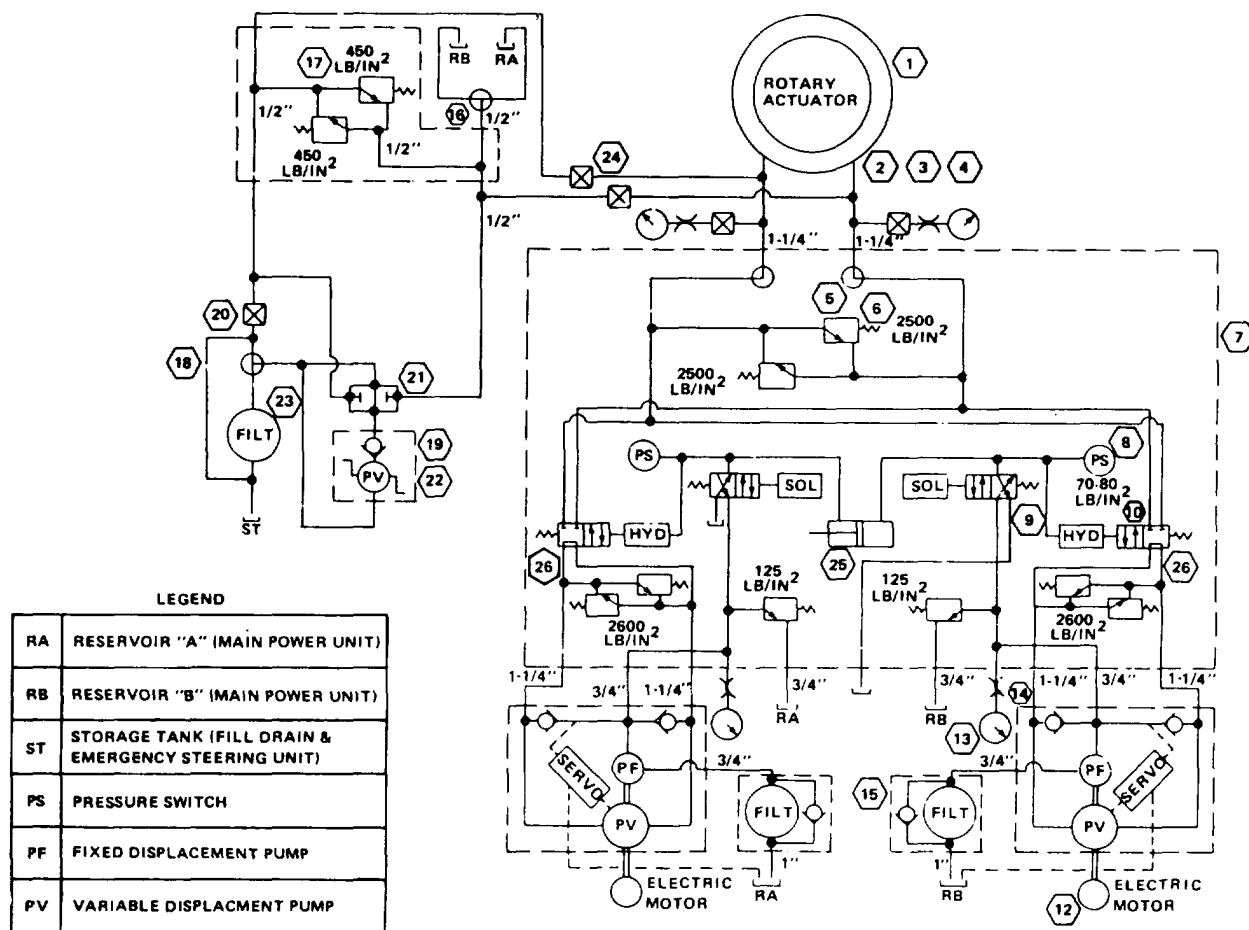 17
450
LB/IN²
RB
RA
16
1/2"
1/2"
1/2"
450
LB/IN²
1/2"
ROTARY
ACTUATOR
1
24
2
3
4
1-1/4"
1-1/4"
20
18
23
FILT
21
19
PV
22
ST
5
6
2500
LB/IN²
2500
LB/IN²
7
PS
SOL
SOL
PS
8
70-80
LB/IN²
9
10
HYD
HYD
26
25
26
125
LB/IN²
125
LB/IN²
2600
LB/IN²
2600
LB/IN²
1-1/4"
3/4"
1-1/4"
3/4"
RA
3/4"
RB
13
14
1-1/4"
3/4"
1-1/4"
SERVO
PF
3/4"
PV
FILT
15
FILT
3/4"
PF
SERVO
PV
1"
RA
1"
RB
ELECTRIC
MOTOR
12
ELECTRIC
MOTOR
LEGEND
RA RESERVOIR "A" (MAIN POWER UNIT)
RB RESERVOIR "B" (MAIN POWER UNIT)
ST STORAGE TANK (FILL DRAIN &
EMERGENCY STEERING UNIT)
PS PRESSURE SWITCH
PF FIXED DISPLACEMENT PUMP
PV VARIABLE DISPLACMENT PUMP